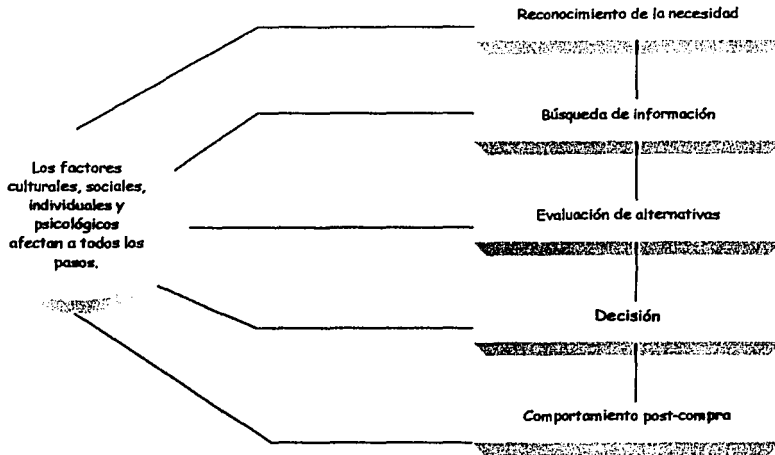 Reconocimiento de la necesidad
Búsqueda de información
Los factores
culturales, sociales,
individuales y
psicológicos
afectan a todos los
pasos.
Evaluación de alternativas
Decisión
Comportamiento post-compra